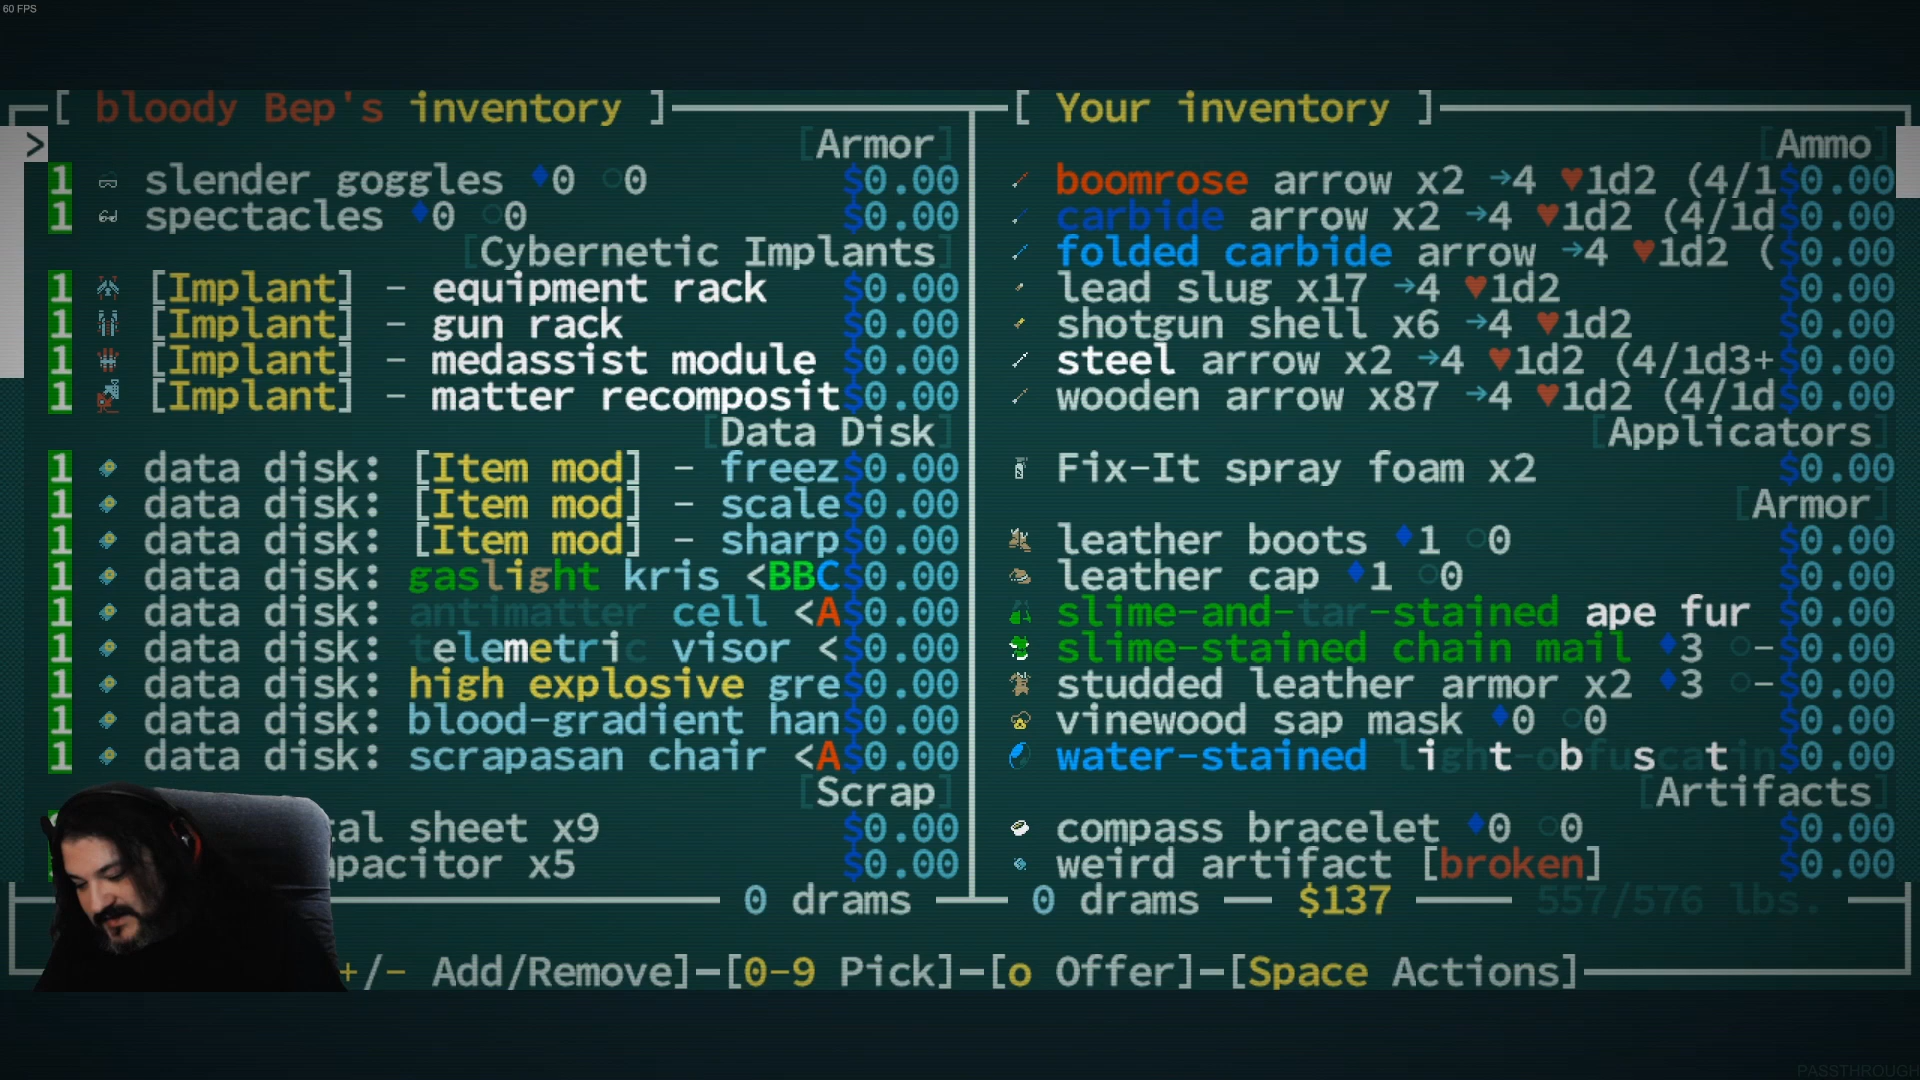 60 FPS
[ bloody Bep's inventory ]
[Armor]
1 slender goggles ♦0 ○0 $0.00
1 spectacles ♦0 ○0 $0.00
[Cybernetic Implants]
1 [Implant] - equipment rack $0.00
1 [Implant] - gun rack $0.00
1 [Implant] - medassist module $0.00
1 [Implant] - matter recomposit $0.00
[Data Disk]
1 data disk: [Item mod] - freez $0.00
1 data disk: [Item mod] - scale $0.00
1 data disk: [Item mod] - sharp $0.00
1 data disk: gaslight kris <BBC $0.00
1 data disk: antimatter cell <A $0.00
1 data disk: telemetric visor < $0.00
1 data disk: high explosive gre $0.00
1 data disk: blood-gradient han $0.00
1 data disk: scrapasan chair <A $0.00
[Scrap]
tal sheet x9 $0.00
apacitor x5 $0.00
0 drams
[ Your inventory ]
[Ammo]
boomrose arrow x2 →4 ♥1d2 (4/1 $0.00
carbide arrow x2 →4 ♥1d2 (4/1d $0.00
folded carbide arrow →4 ♥1d2 ( $0.00
lead slug x17 →4 ♥1d2 $0.00
shotgun shell x6 →4 ♥1d2 $0.00
steel arrow x2 →4 ♥1d2 (4/1d3+ $0.00
wooden arrow x87 →4 ♥1d2 (4/1d $0.00
[Applicators]
Fix-It spray foam x2 $0.00
[Armor]
leather boots ♦1 ○0 $0.00
leather cap ♦1 ○0 $0.00
slime-and-tar-stained ape fur $0.00
slime-stained chain mail ♦3 ○- $0.00
studded leather armor x2 ♦3 ○- $0.00
vinewood sap mask ♦0 ○0 $0.00
water-stained light-obfuscatin $0.00
[Artifacts]
compass bracelet ♦0 ○0 $0.00
weird artifact [broken] $0.00
0 drams $137 557/576 lbs.
+/- Add/Remove]-[0-9 Pick]-[o Offer]-[Space Actions]
PASSTHROUGH